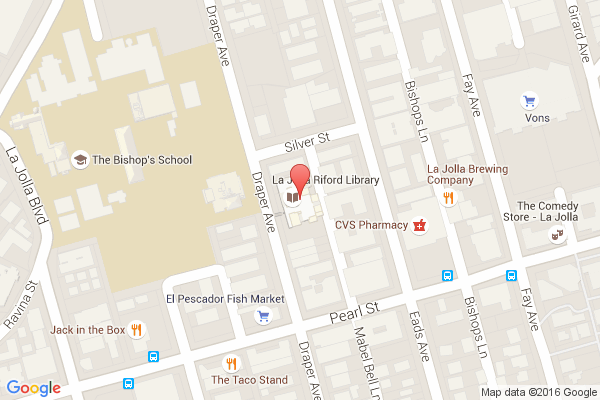 Draper Ave
Bishops Ln
Fay Ave
Girard Ave
Vons
Silver St
The Bishop's School
La Jolla Blvd
La Jolla Riford Library
La Jolla Brewing
Company
Draper Ave
CVS Pharmacy
The Comedy
Store - La Jolla
Ravina St
El Pescador Fish Market
Pearl St
Jack in the Box
Fay Ave
Eads Ave
Bishops Ln
Mabel Bell Ln
Draper Ave
The Taco Stand
Google
Map data ©2016 Google